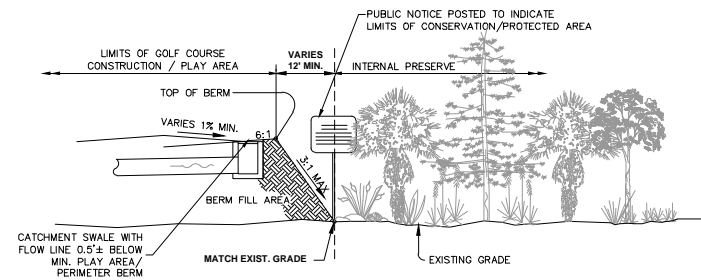 PUBLIC NOTICE POSTED TO INDICATE
LIMITS OF CONSERVATION/PROTECTED AREA
LIMITS OF GOLF COURSE
CONSTRUCTION / PLAY AREA
VARIES
12' MIN.
INTERNAL PRESERVE
TOP OF BERM
VARIES 1% MIN.
6:1
3:1 MAX
BERM FILL AREA
CATCHMENT SWALE WITH
FLOW LINE 0.5'± BELOW
MIN. PLAY AREA/
PERIMETER BERM
MATCH EXIST. GRADE
EXISTING GRADE